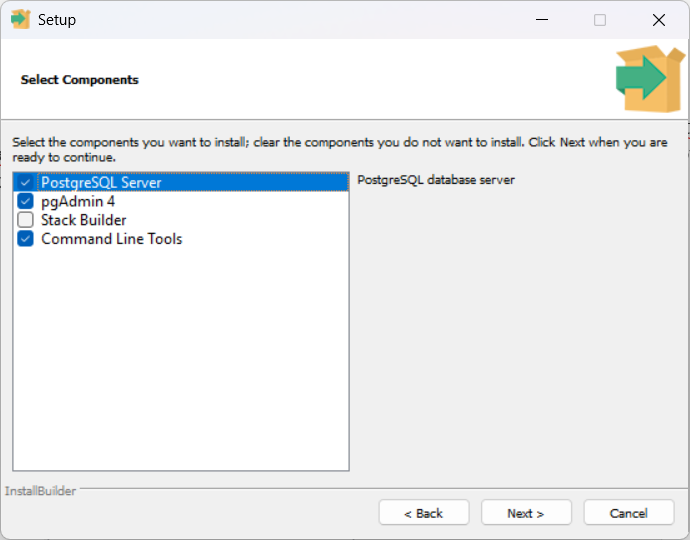 Setup
Select Components
Select the components you want to install; clear the components you do not want to install. Click Next when you are
ready to continue.
PostgreSQL Server
PostgreSQL database server
pgAdmin 4
Stack Builder
Command Line Tools
InstallBuilder
< Back
Next >
Cancel